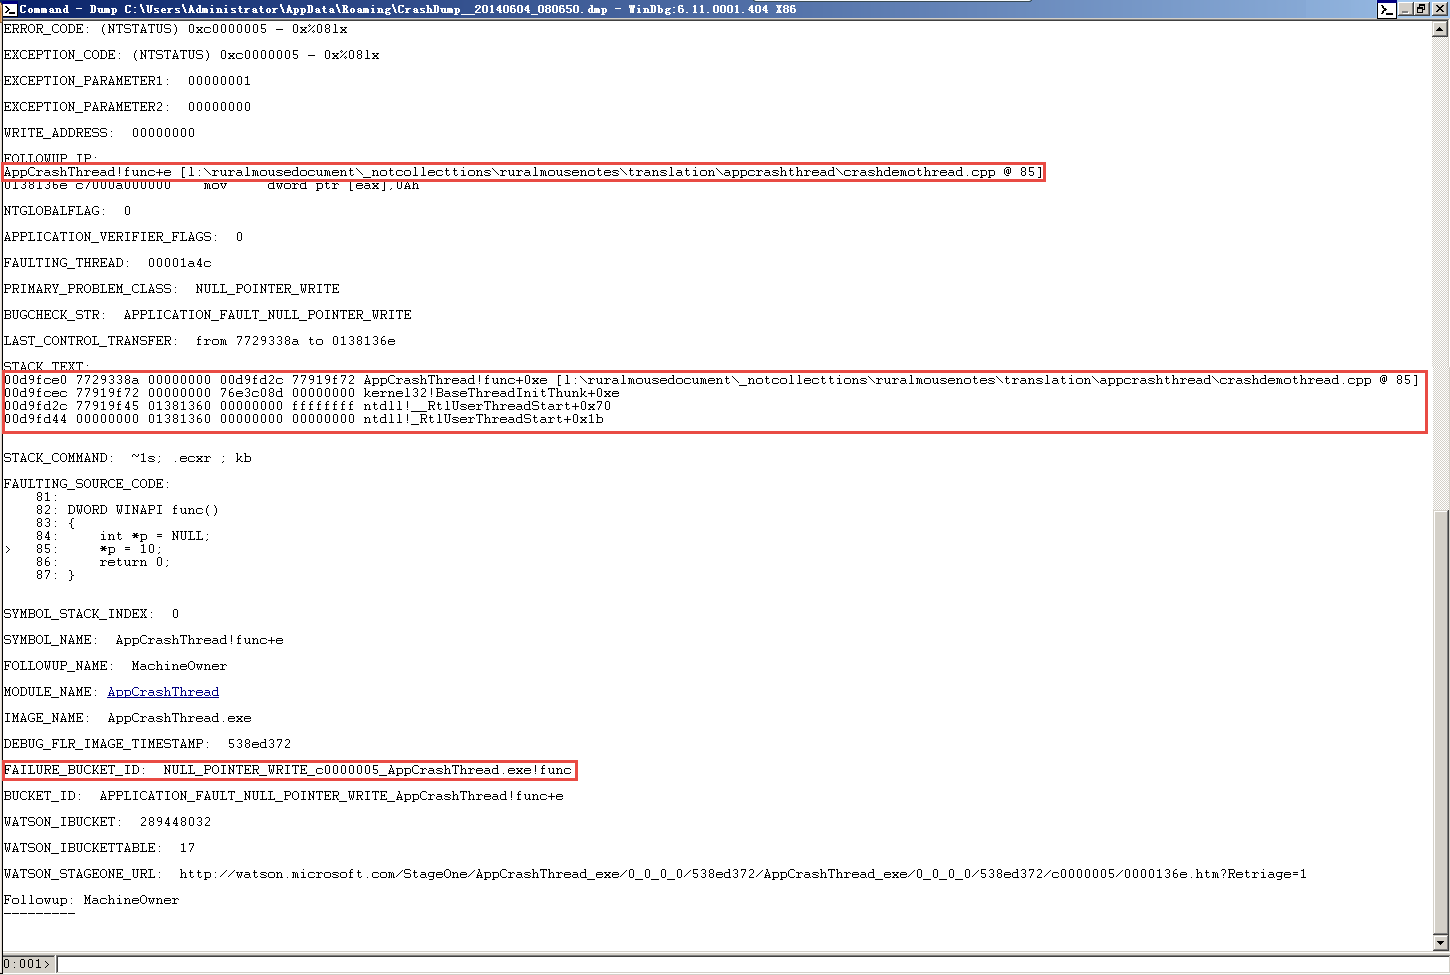 Command - Dump C:\Users\Administrator\AppData\Roaming\CrashDump__20140604_080650.dmp - WinDbg:6.11.0001.404 X86
ERROR_CODE: (NTSTATUS) 0xc0000005 - 0x%08lx
EXCEPTION_CODE: (NTSTATUS) 0xc0000005 - 0x%08lx
EXCEPTION_PARAMETER1:  00000001
EXCEPTION_PARAMETER2:  00000000
WRITE_ADDRESS:  00000000
FOLLOWUP_IP:
AppCrashThread!func+e [l:\ruralmousedocument\_notcollecttions\ruralmousenotes\translation\appcrashthread\crashdemothread.cpp @ 85]
0138136e c7000a000000    mov     dword ptr [eax],0Ah
NTGLOBALFLAG:  0
APPLICATION_VERIFIER_FLAGS:  0
FAULTING_THREAD:  00001a4c
PRIMARY_PROBLEM_CLASS:  NULL_POINTER_WRITE
BUGCHECK_STR:  APPLICATION_FAULT_NULL_POINTER_WRITE
LAST_CONTROL_TRANSFER:  from 7729338a to 0138136e
STACK_TEXT:
00d9fce0 7729338a 00000000 00d9fd2c 77919f72 AppCrashThread!func+0xe [l:\ruralmousedocument\_notcollecttions\ruralmousenotes\translation\appcrashthread\crashdemothread.cpp @ 85]
00d9fcec 77919f72 00000000 76e3c08d 00000000 kernel32!BaseThreadInitThunk+0xe
00d9fd2c 77919f45 01381360 00000000 ffffffff ntdll!__RtlUserThreadStart+0x70
00d9fd44 00000000 01381360 00000000 00000000 ntdll!_RtlUserThreadStart+0x1b
STACK_COMMAND:  ~1s; .ecxr ; kb
FAULTING_SOURCE_CODE:
81:
82: DWORD WINAPI func()
83: {
84:     int *p = NULL;
>   85:     *p = 10;
86:     return 0;
87: }
SYMBOL_STACK_INDEX:  0
SYMBOL_NAME:  AppCrashThread!func+e
FOLLOWUP_NAME:  MachineOwner
MODULE_NAME: AppCrashThread
IMAGE_NAME:  AppCrashThread.exe
DEBUG_FLR_IMAGE_TIMESTAMP:  538ed372
FAILURE_BUCKET_ID:  NULL_POINTER_WRITE_c0000005_AppCrashThread.exe!func
BUCKET_ID:  APPLICATION_FAULT_NULL_POINTER_WRITE_AppCrashThread!func+e
WATSON_IBUCKET:  289448032
WATSON_IBUCKETTABLE:  17
WATSON_STAGEONE_URL:  http://watson.microsoft.com/StageOne/AppCrashThread_exe/0_0_0_0/538ed372/AppCrashThread_exe/0_0_0_0/538ed372/c0000005/0000136e.htm?Retriage=1
Followup: MachineOwner
---------
0:001>